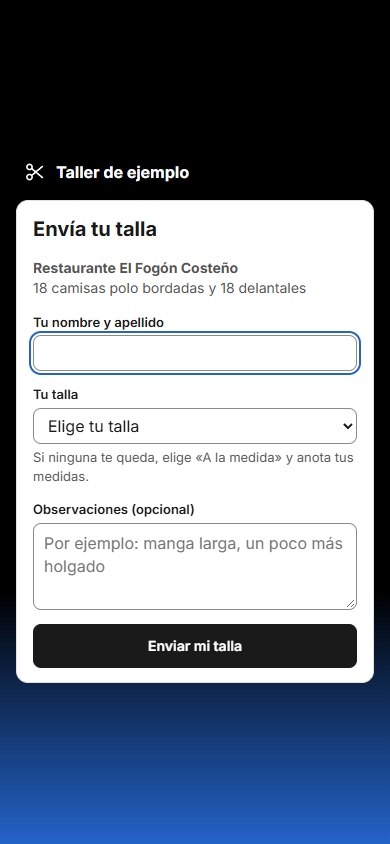 Taller de ejemplo
Envía tu talla
Restaurante El Fogón Costeño
18 camisas polo bordadas y 18 delantales
Tu nombre y apellido
Tu talla
Elige tu talla
Si ninguna te queda, elige «A la medida» y anota tus
medidas.
Observaciones (opcional)
Por ejemplo: manga larga, un poco más
holgado
Enviar mi talla